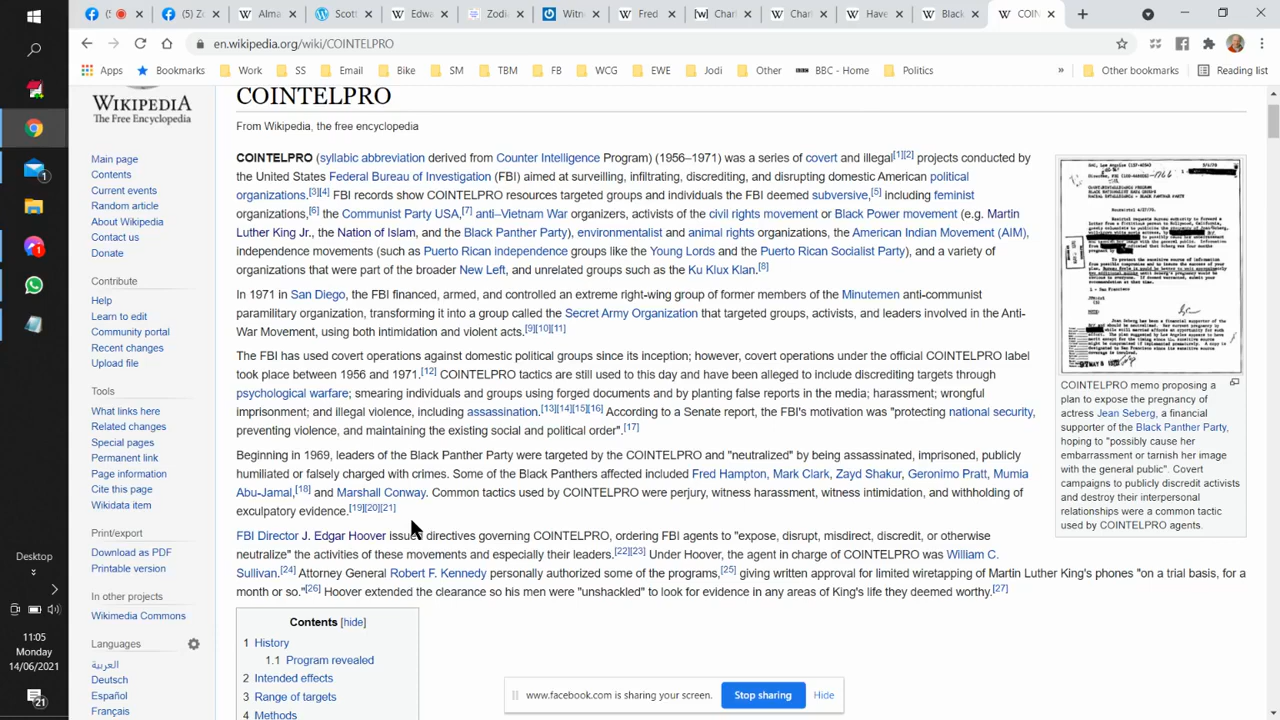 (5) Zo
Alma
Scott
Edwa
Zodia
Witne
Fred
Chan
Chan
Have
Black
COIN
en.wikipedia.org/wiki/COINTELPRO
Apps
Bookmarks
Work
SS
Email
Bike
SM
TBM
FB
WCG
EWE
Jodi
Other
BBC - Home
Politics
»
Other bookmarks
Reading list
WIKIPEDIA
The Free Encyclopedia
Main page
Contents
Current events
Random article
About Wikipedia
Contact us
Donate
Contribute
Help
Learn to edit
Community portal
Recent changes
Upload file
Tools
What links here
Related changes
Special pages
Permanent link
Page information
Cite this page
Wikidata item
Print/export
Download as PDF
Printable version
In other projects
Wikimedia Commons
Languages
العربية
Deutsch
Español
Français
COINTELPRO
From Wikipedia, the free encyclopedia
COINTELPRO (syllabic abbreviation derived from Counter Intelligence Program) (1956–1971) was a series of covert and illegal[1][2] projects conducted by
the United States Federal Bureau of Investigation (FBI) aimed at surveilling, infiltrating, discrediting, and disrupting domestic American political
organizations.[3][4] FBI records show COINTELPRO resources targeted groups and individuals the FBI deemed subversive,[5] including feminist
organizations,[6] the Communist Party USA,[7] anti–Vietnam War organizers, activists of the civil rights movement or Black Power movement (e.g. Martin
Luther King Jr., the Nation of Islam, and the Black Panther Party), environmentalist and animal rights organizations, the American Indian Movement (AIM),
independence movements (including Puerto Rican independence groups like the Young Lords and the Puerto Rican Socialist Party), and a variety of
organizations that were part of the broader New Left, and unrelated groups such as the Ku Klux Klan.[8]
In 1971 in San Diego, the FBI financed, armed, and controlled an extreme right-wing group of former members of the Minutemen anti-communist
paramilitary organization, transforming it into a group called the Secret Army Organization that targeted groups, activists, and leaders involved in the Anti-
War Movement, using both intimidation and violent acts.[9][10][11]
The FBI has used covert operations against domestic political groups since its inception; however, covert operations under the official COINTELPRO label
took place between 1956 and 1971.[12] COINTELPRO tactics are still used to this day and have been alleged to include discrediting targets through
psychological warfare; smearing individuals and groups using forged documents and by planting false reports in the media; harassment; wrongful
imprisonment; and illegal violence, including assassination.[13][14][15][16] According to a Senate report, the FBI's motivation was "protecting national security,
preventing violence, and maintaining the existing social and political order".[17]
Beginning in 1969, leaders of the Black Panther Party were targeted by the COINTELPRO and "neutralized" by being assassinated, imprisoned, publicly
humiliated or falsely charged with crimes. Some of the Black Panthers affected included Fred Hampton, Mark Clark, Zayd Shakur, Geronimo Pratt, Mumia
Abu-Jamal,[18] and Marshall Conway. Common tactics used by COINTELPRO were perjury, witness harassment, witness intimidation, and withholding of
exculpatory evidence.[19][20][21]
FBI Director J. Edgar Hoover issued directives governing COINTELPRO, ordering FBI agents to "expose, disrupt, misdirect, discredit, or otherwise
neutralize" the activities of these movements and especially their leaders.[22][23] Under Hoover, the agent in charge of COINTELPRO was William C.
Sullivan.[24] Attorney General Robert F. Kennedy personally authorized some of the programs,[25] giving written approval for limited wiretapping of Martin Luther King's phones "on a trial basis, for a
month or so."[26] Hoover extended the clearance so his men were "unshackled" to look for evidence in any areas of King's life they deemed worthy.[27]
Contents [hide]
1 History
1.1 Program revealed
2 Intended effects
3 Range of targets
4 Methods
COINTELPRO memo proposing a
plan to expose the pregnancy of
actress Jean Seberg, a financial
supporter of the Black Panther Party,
hoping to "possibly cause her
embarrassment or tarnish her image
with the general public". Covert
campaigns to publicly discredit activists
and destroy their interpersonal
relationships were a common tactic
used by COINTELPRO agents.
www.facebook.com is sharing your screen.
Stop sharing
Hide
Desktop
11:05
Monday
14/06/2021
21